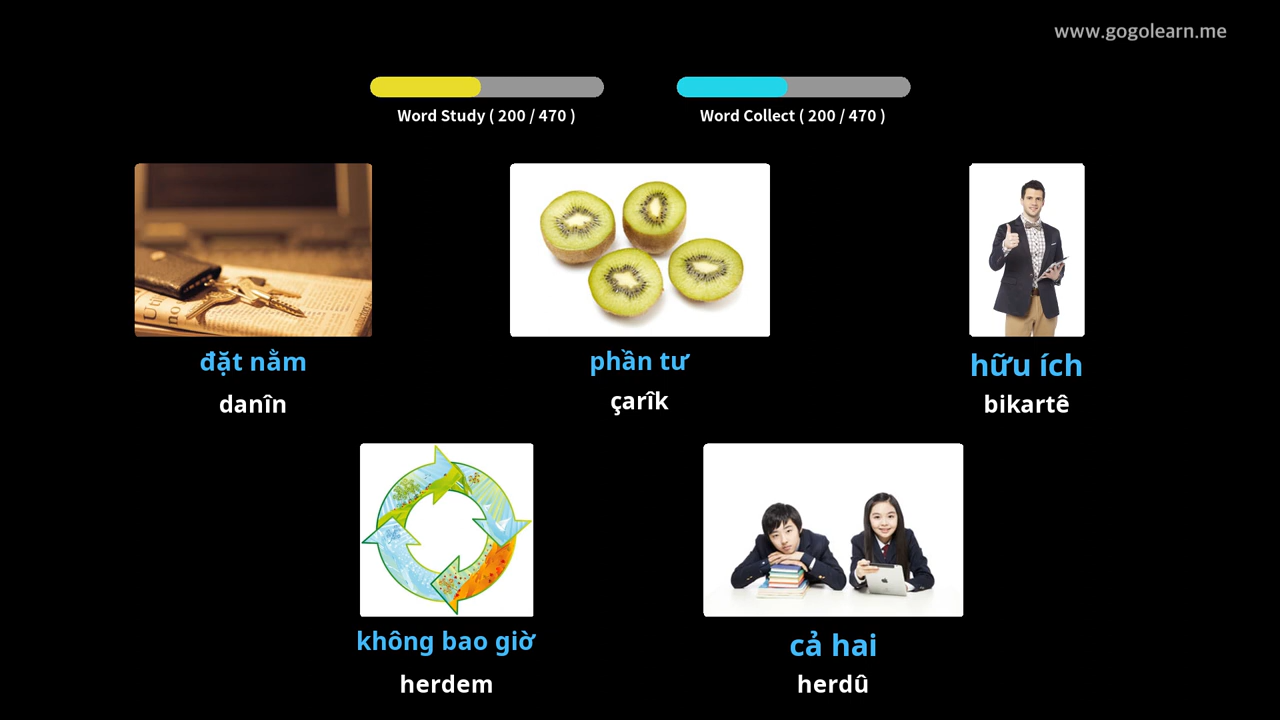 www.gogolearn.me
Word Study ( 200 / 470 )
Word Collect ( 200 / 470 )
đặt nằm
phần tư
hữu ích
danîn
çarîk
bikartê
không bao giờ
cả hai
herdem
herdû